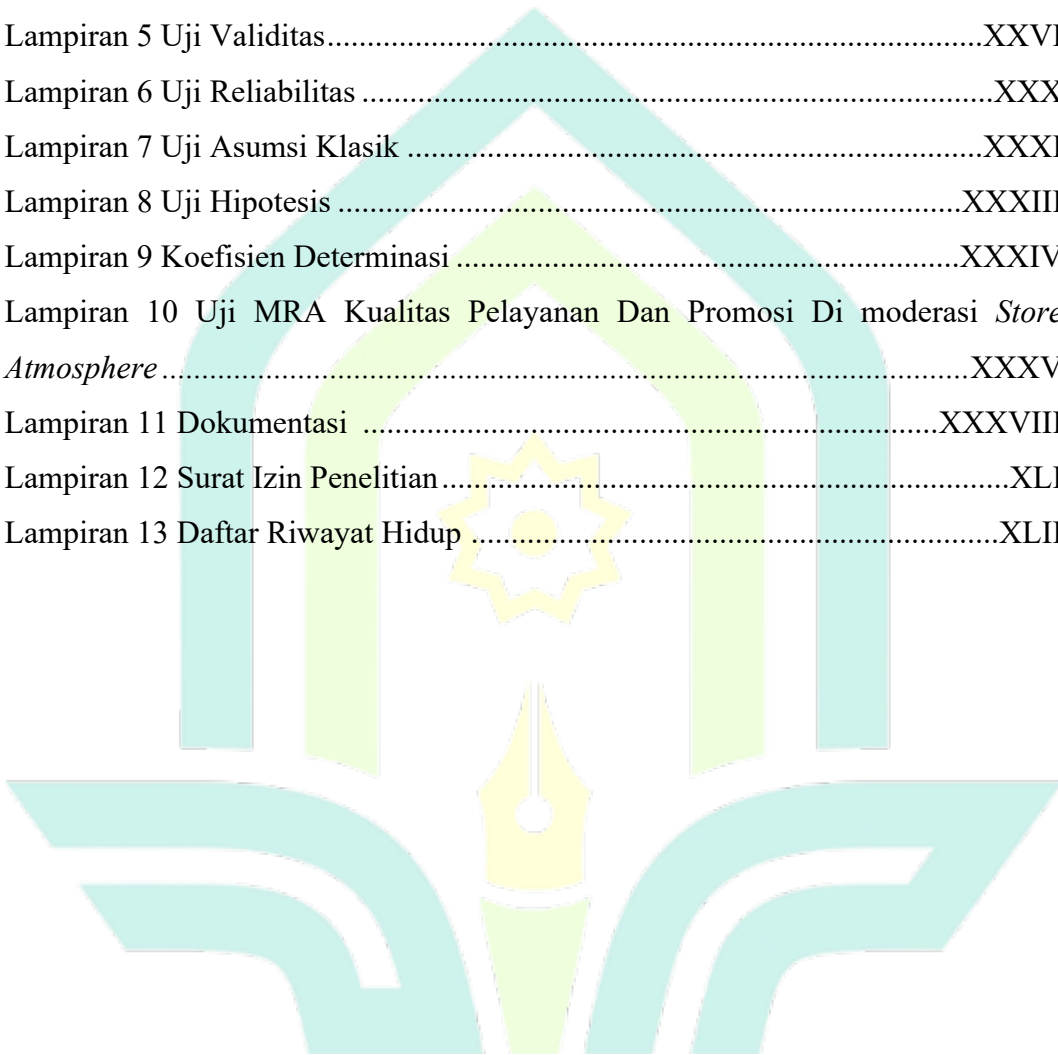 Lampiran 5 Uji Validitas....................................................................................XXVI
Lampiran 6 Uji Reliabilitas .................................................................................XXX
Lampiran 7 Uji Asumsi Klasik ..........................................................................XXXI
Lampiran 8 Uji Hipotesis ................................................................................XXXIII
Lampiran 9 Koefisien Determinasi ................................................................XXXIV
Lampiran 10 Uji MRA Kualitas Pelayanan Dan Promosi Di moderasi Store
Atmosphere .......................................................................................................XXXV
Lampiran 11 Dokumentasi ..........................................................................XXXVIII
Lampiran 12 Surat Izin Penelitian.........................................................................XLI
Lampiran 13 Daftar Riwayat Hidup ....................................................................XLII